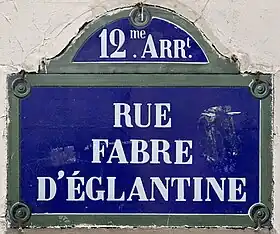 12me ARRt.
RUE
FABRE
D'ÉGLANTINE